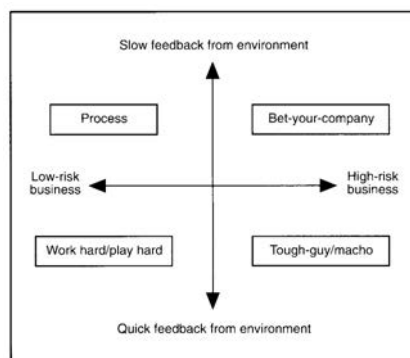 Slow feedback from environment
Process
Bet-your-company
Low-risk
business
High-risk
business
Work hard/play hard
Tough-guy/macho
Quick feedback from environment